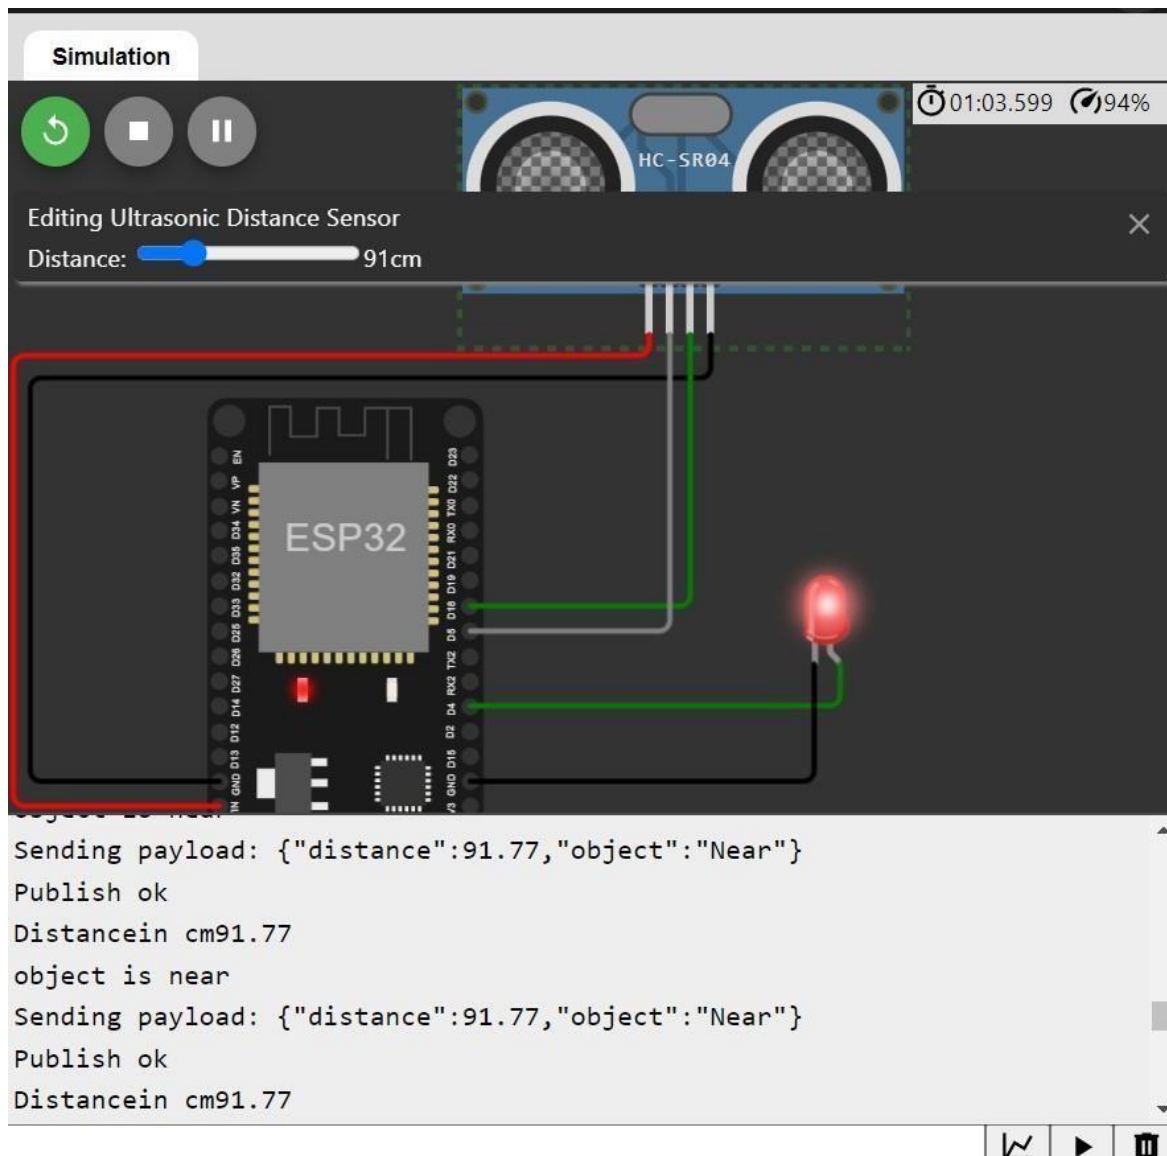 Simulation
01:03.599 94%
HC-SR04
Editing Ultrasonic Distance Sensor
Distance: 91cm
ESP32
EN
VP
VN
D34
D35
D32
D33
D25
D26
D27
D14
D12
D13
GND
D23
D22
TX0
RX0
D21
D19
D18
D5
TX2
RX2
D4
D2
D15
GND
object is near
Sending payload: {"distance":91.77,"object":"Near"}
Publish ok
Distancein cm91.77
object is near
Sending payload: {"distance":91.77,"object":"Near"}
Publish ok
Distancein cm91.77